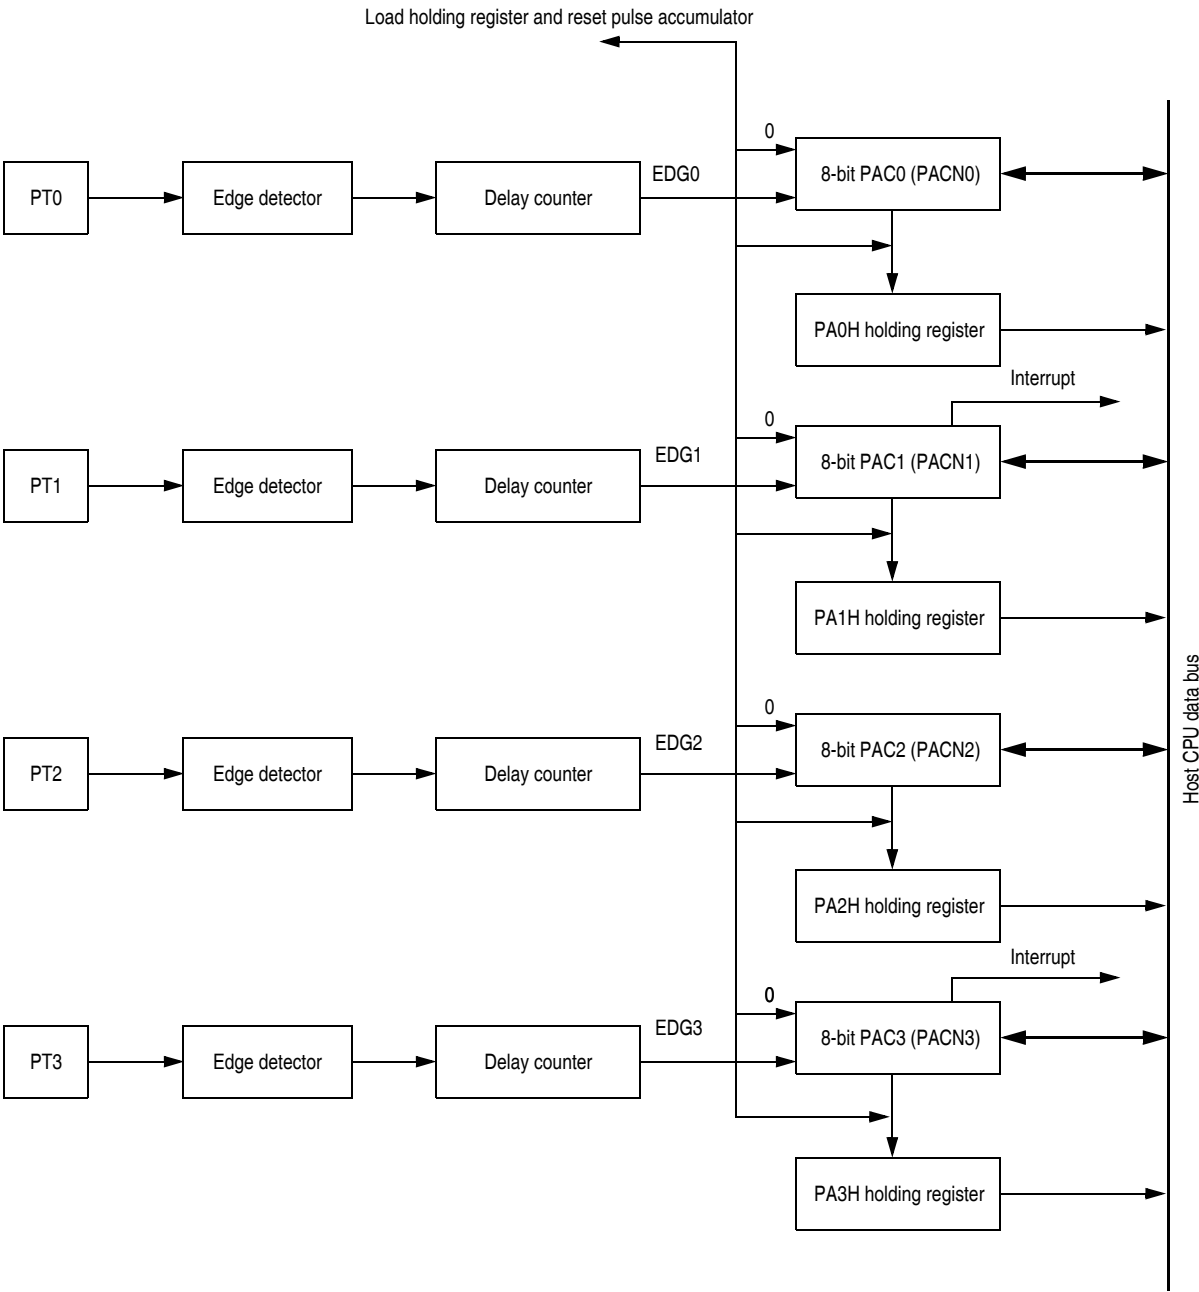 Load holding register and reset pulse accumulator
0
PT0
Edge detector
Delay counter
EDG0
8-bit PAC0 (PACN0)
PA0H holding register
Interrupt
0
PT1
Edge detector
Delay counter
EDG1
8-bit PAC1 (PACN1)
PA1H holding register
0
PT2
Edge detector
Delay counter
EDG2
8-bit PAC2 (PACN2)
PA2H holding register
Host CPU data bus
Interrupt
0
PT3
Edge detector
Delay counter
EDG3
8-bit PAC3 (PACN3)
PA3H holding register